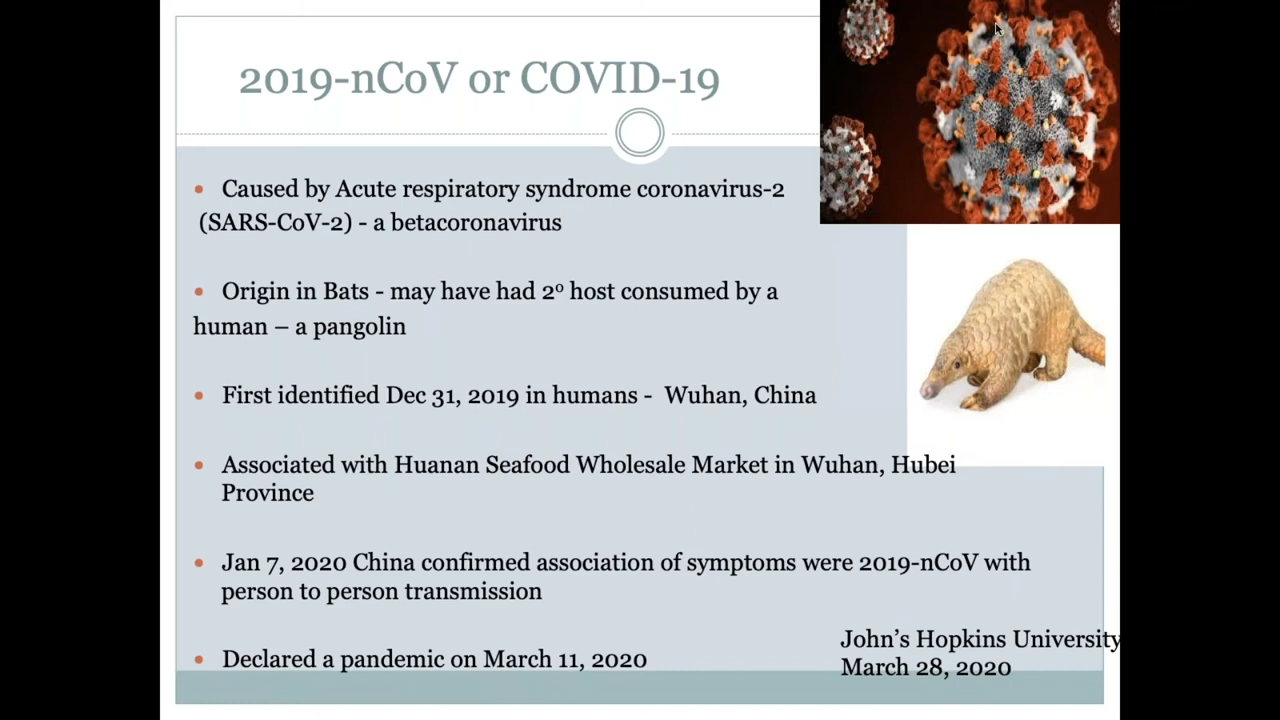 2019-nCoV or COVID-19
• Caused by Acute respiratory syndrome coronavirus-2
(SARS-CoV-2) - a betacoronavirus
• Origin in Bats - may have had 2º host consumed by a
human – a pangolin
• First identified Dec 31, 2019 in humans - Wuhan, China
• Associated with Huanan Seafood Wholesale Market in Wuhan, Hubei
Province
• Jan 7, 2020 China confirmed association of symptoms were 2019-nCoV with
person to person transmission
• Declared a pandemic on March 11, 2020
John’s Hopkins University
March 28, 2020